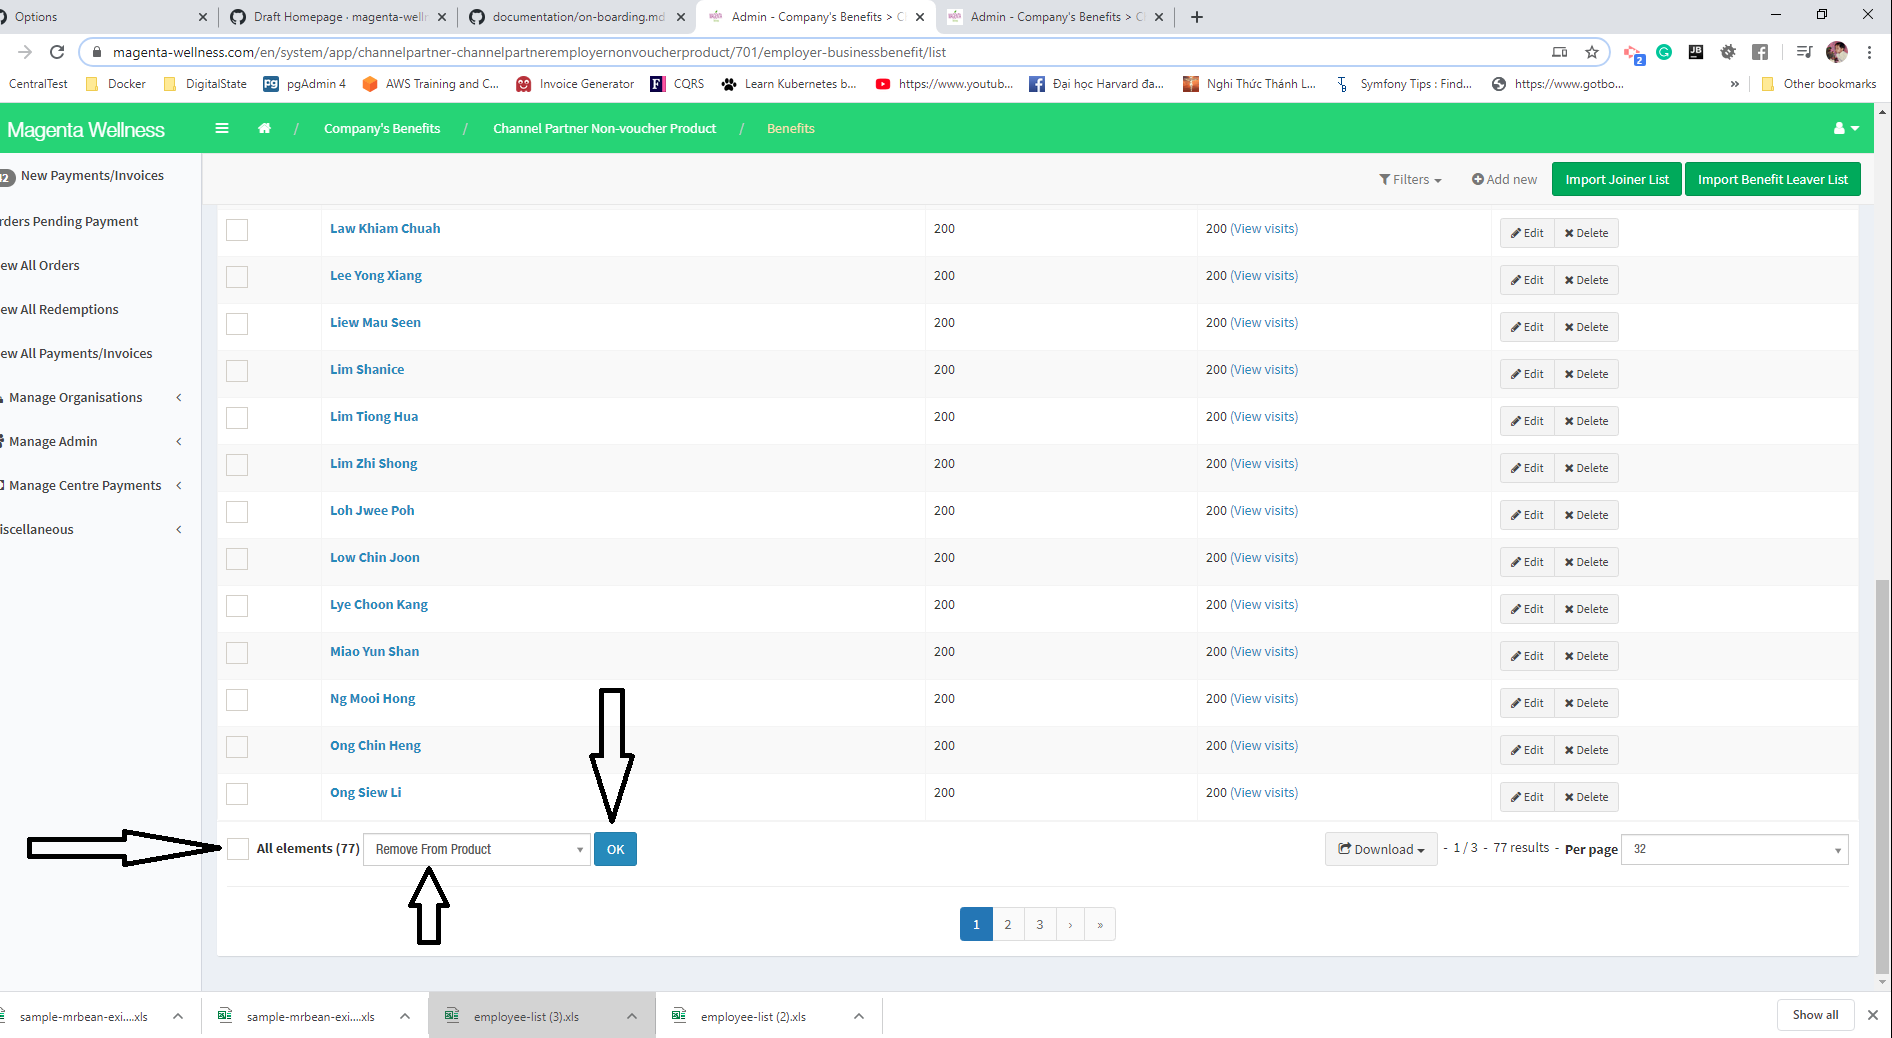 Options
Draft Homepage · magenta-welln
documentation/on-boarding.md
Admin - Company's Benefits > C
Admin - Company's Benefits > C
magenta-wellness.com/en/system/app/channelpartner-channelpartneremployernonvoucherproduct/701/employer-businessbenefit/list
2
CentralTest
Docker
DigitalState
pgAdmin 4
AWS Training and C...
Invoice Generator
CQRS
Learn Kubernetes b...
https://www.youtub...
Đại học Harvard đa...
Nghi Thức Thánh L...
Symfony Tips : Find...
https://www.gotbo...
»
Other bookmarks
Magenta Wellness
/ Company's Benefits / Channel Partner Non-voucher Product / Benefits
New Payments/Invoices
rders Pending Payment
ew All Orders
ew All Redemptions
ew All Payments/Invoices
Manage Organisations
Manage Admin
Manage Centre Payments
iscellaneous
Filters
Add new
Import Joiner List
Import Benefit Leaver List
Law Khiam Chuah 200 200 (View visits) Edit Delete
Lee Yong Xiang 200 200 (View visits) Edit Delete
Liew Mau Seen 200 200 (View visits) Edit Delete
Lim Shanice 200 200 (View visits) Edit Delete
Lim Tiong Hua 200 200 (View visits) Edit Delete
Lim Zhi Shong 200 200 (View visits) Edit Delete
Loh Jwee Poh 200 200 (View visits) Edit Delete
Low Chin Joon 200 200 (View visits) Edit Delete
Lye Choon Kang 200 200 (View visits) Edit Delete
Miao Yun Shan 200 200 (View visits) Edit Delete
Ng Mooi Hong 200 200 (View visits) Edit Delete
Ong Chin Heng 200 200 (View visits) Edit Delete
Ong Siew Li 200 200 (View visits) Edit Delete
All elements (77) Remove From Product OK Download - 1 / 3 - 77 results - Per page 32
1 2 3 › »
sample-mrbean-exi....xls
sample-mrbean-exi....xls
employee-list (3).xls
employee-list (2).xls
Show all